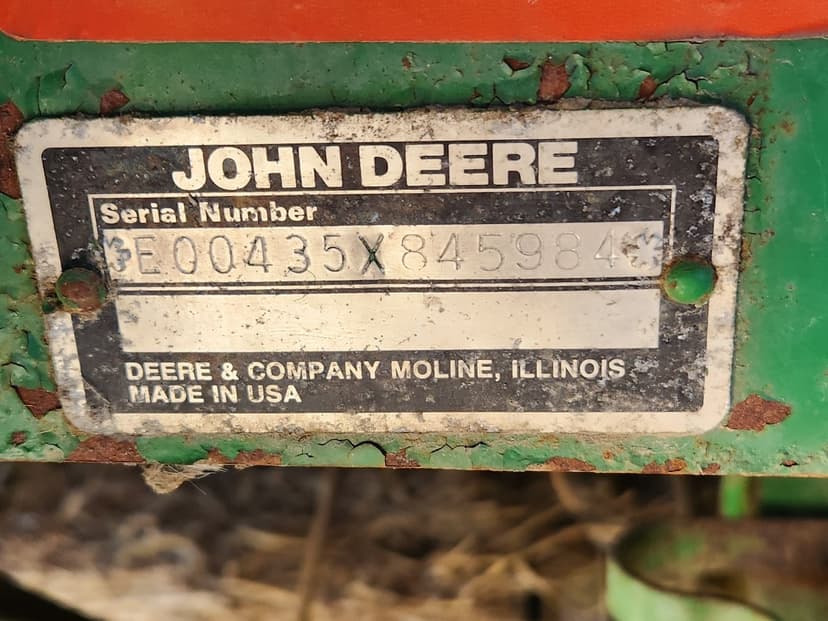 JOHN DEERE
Serial Number
E00435X845984
DEERE & COMPANY MOLINE, ILLINOIS
MADE IN USA